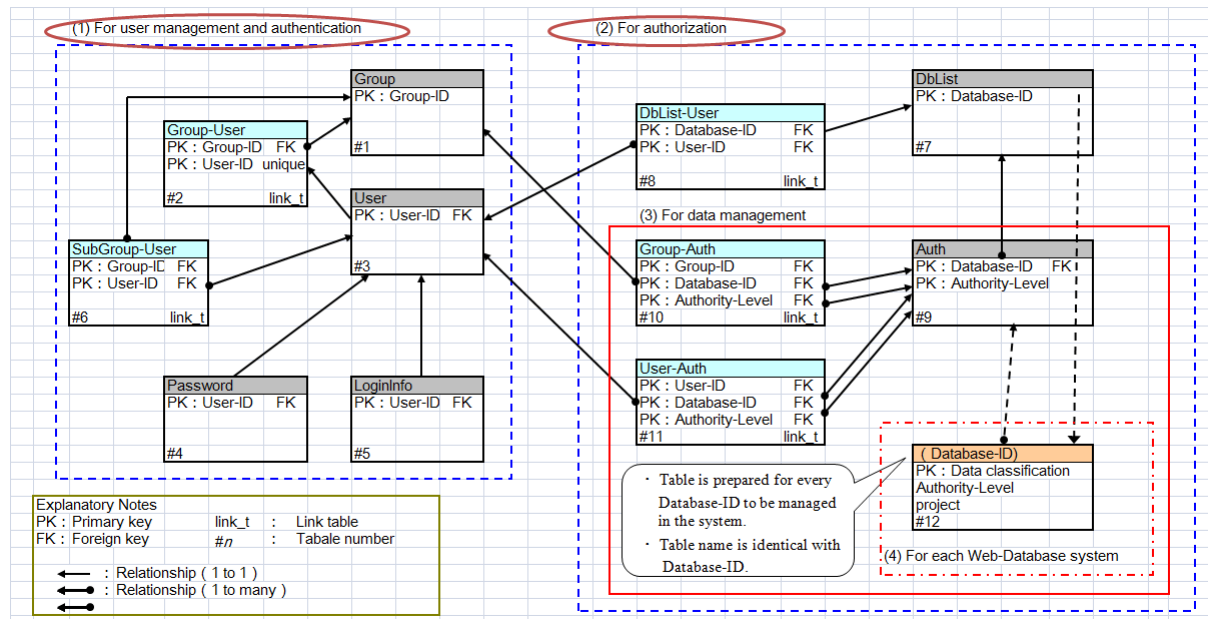 (1) For user management and authentication
(2) For authorization
Group
PK : Group-ID
#1
Group-User
PK : Group-ID FK
PK : User-ID unique
#2 link_t
User
PK : User-ID FK
#3
SubGroup-User
PK : Group-ID FK
PK : User-ID FK
#6 link_t
Password
PK : User-ID FK
#4
LoginInfo
PK : User-ID FK
#5
DbList-User
PK : Database-ID FK
PK : User-ID FK
#8 link_t
DbList
PK : Database-ID
#7
(3) For data management
Group-Auth
PK : Group-ID FK
PK : Database-ID FK
PK : Authority-Level FK
#10 link_t
Auth
PK : Database-ID FK
PK : Authority-Level
#9
User-Auth
PK : User-ID FK
PK : Database-ID FK
PK : Authority-Level FK
#11 link_t
( Database-ID)
PK : Data classification
Authority-Level
project
#12
(4) For each Web-Database system
・ Table is prepared for every
Database-ID to be managed
in the system.
・ Table name is identical with
Database-ID.
Explanatory Notes
PK : Primary key link_t : Link table
FK : Foreign key #n : Tabale number
: Relationship ( 1 to 1 )
: Relationship ( 1 to many )